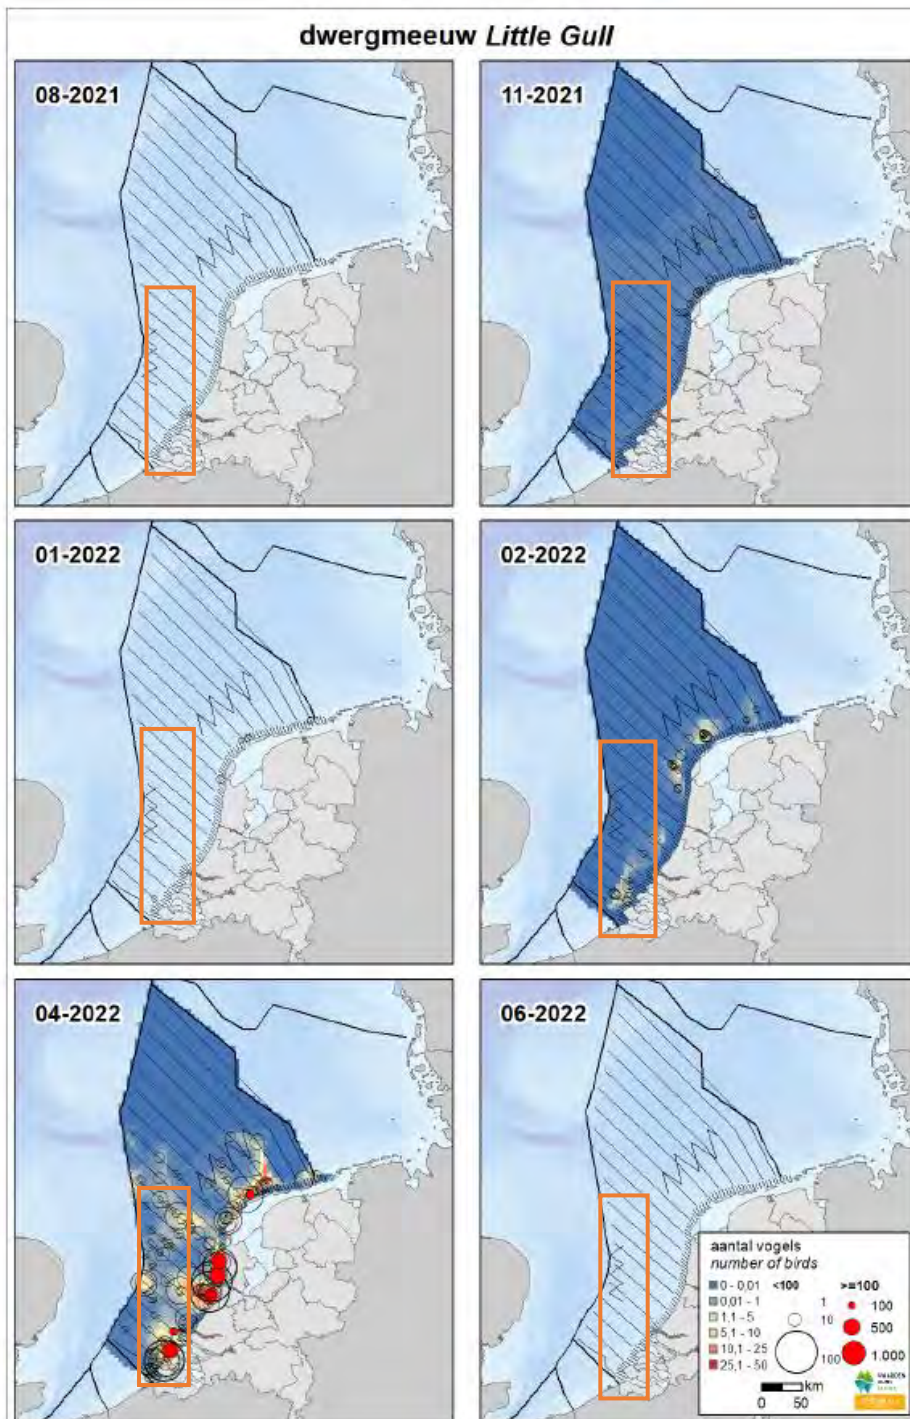 dwergmeeuw Little Gull
08-2021
11-2021
01-2022
02-2022
04-2022
06-2022
aantal vogels
number of birds
0 - 0,01
0,01 - 1
1,1 - 5
5,1 - 10
10,1 - 25
25,1 - 50
<100
1
10
100
>=100
100
500
1.000
km
0 50